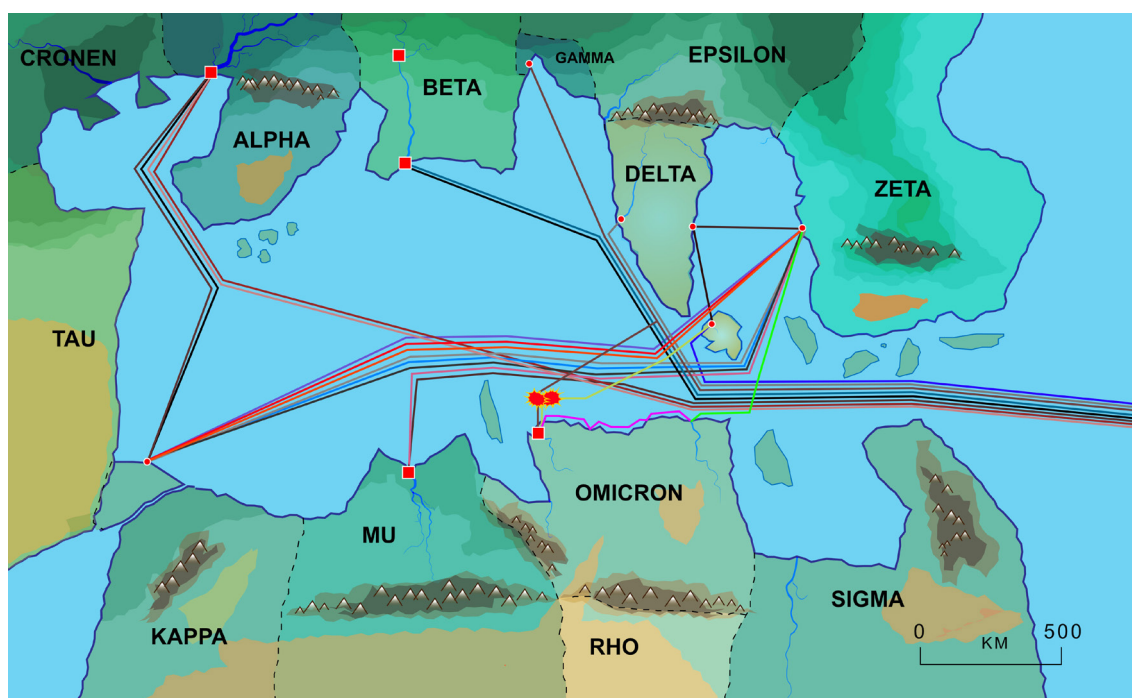 CRONEN
GAMMA
EPSILON
BETA
ALPHA
DELTA
ZETA
TAU
OMICRON
MU
SIGMA
KAPPA
RHO
0 500
KM